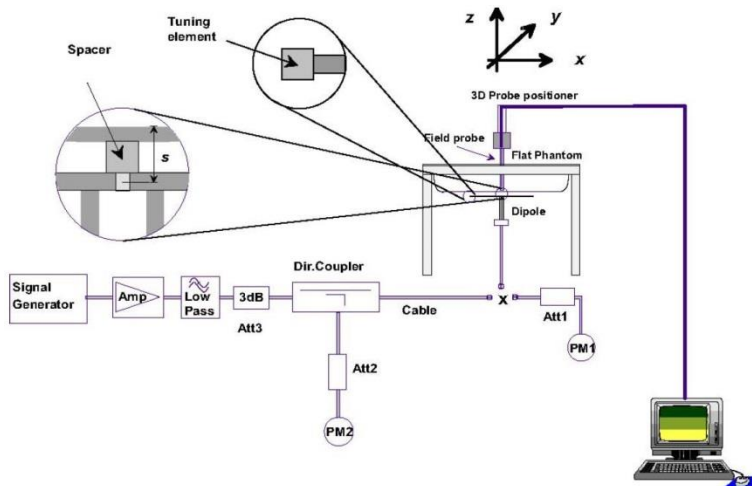 Spacer
Tuning
element
s
z
y
x
3D Probe positioner
Field probe
Flat Phantom
Dipole
Signal
Generator
Amp
Low
Pass
3dB
Att3
Dir.Coupler
Cable
x
Att1
PM1
Att2
PM2